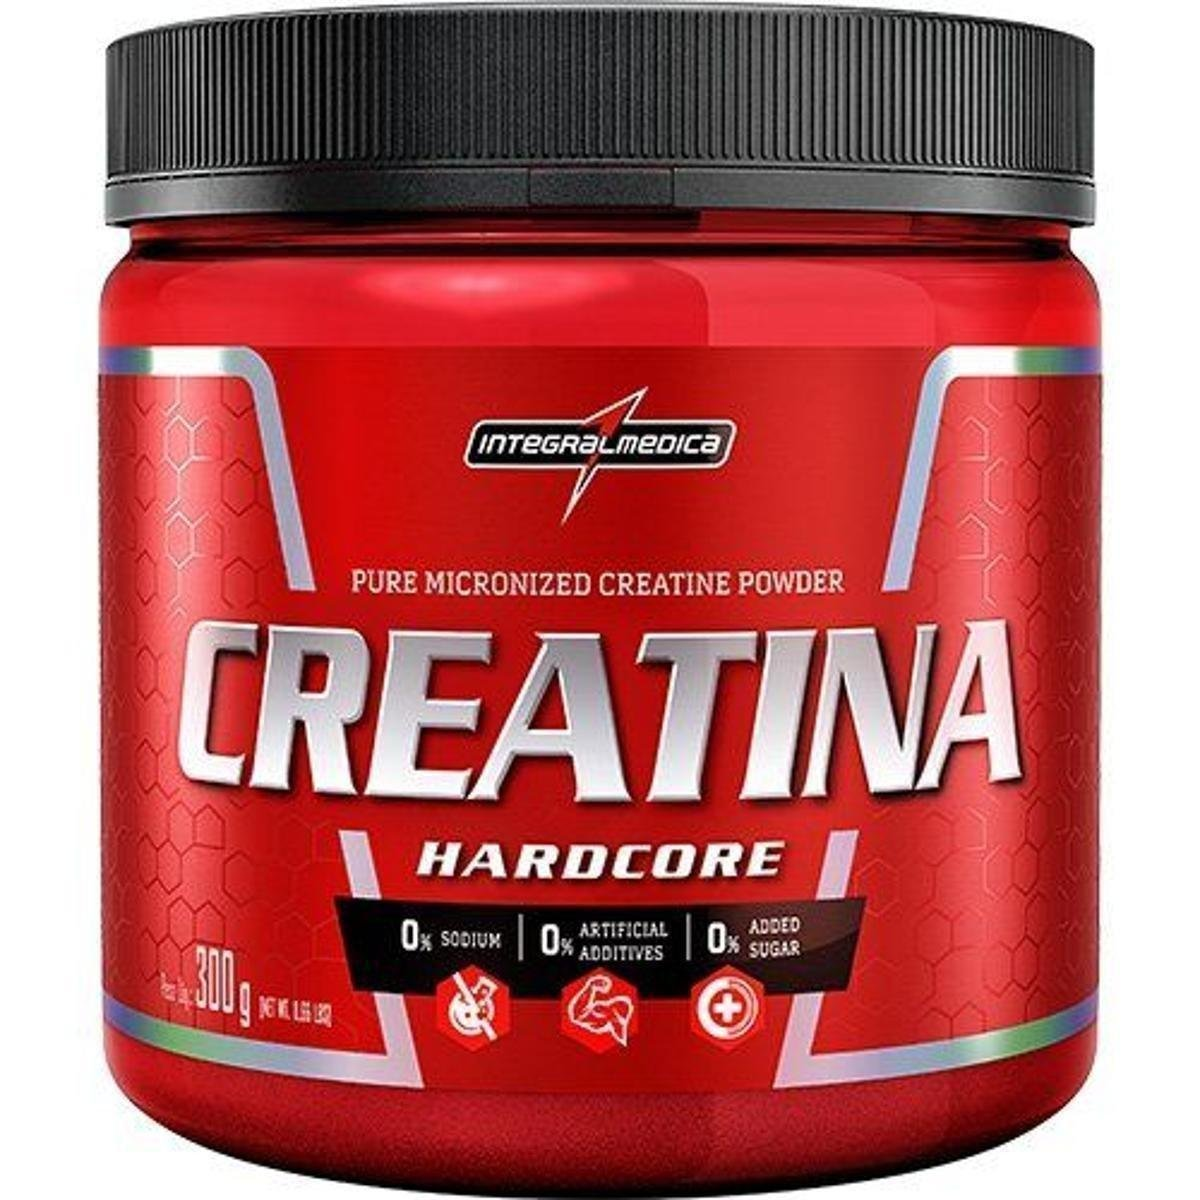 INTEGRALMEDICA
PURE MICRONIZED CREATINE POWDER
CREATINA
HARDCORE
0% SODIUM
0% ARTIFICIAL
ADDITIVES
0% ADDED
SUGAR
300 g